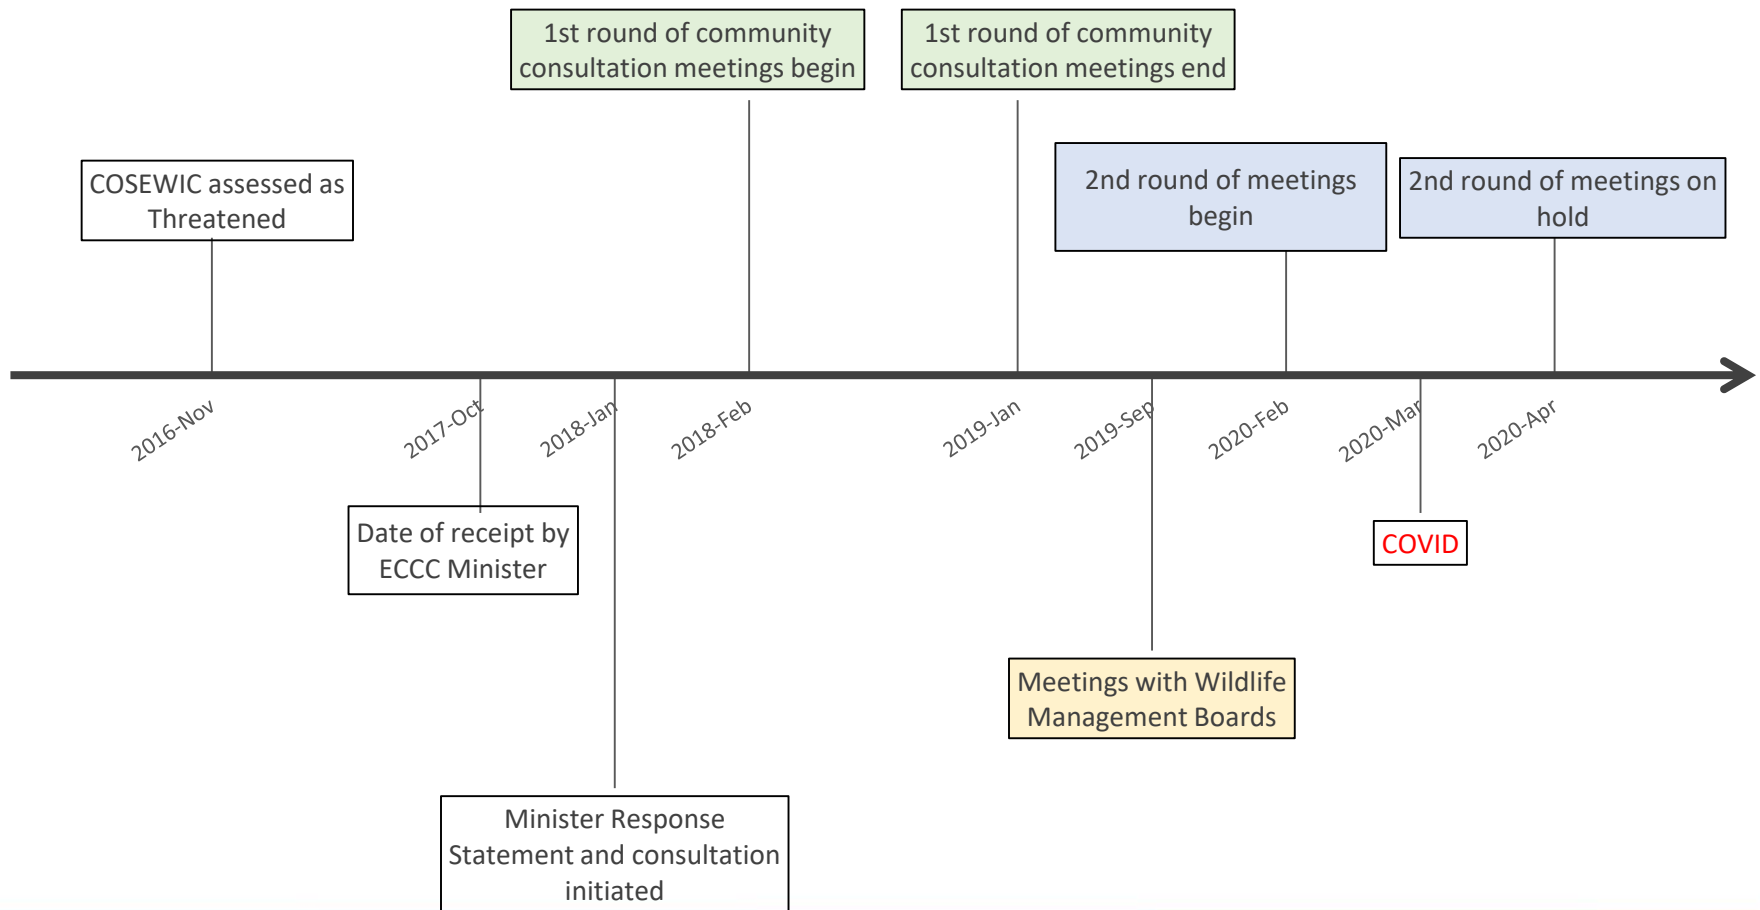 1st round of community
consultation meetings begin
1st round of community
consultation meetings end
COSEWIC assessed as
Threatened
2nd round of meetings
begin
2nd round of meetings on
hold
2016-Nov
2017-Oct
2018-Jan
2018-Feb
2019-Jan
2019-Sep
2020-Feb
2020-Mar
2020-Apr
Date of receipt by
ECCC Minister
COVID
Meetings with Wildlife
Management Boards
Minister Response
Statement and consultation
initiated